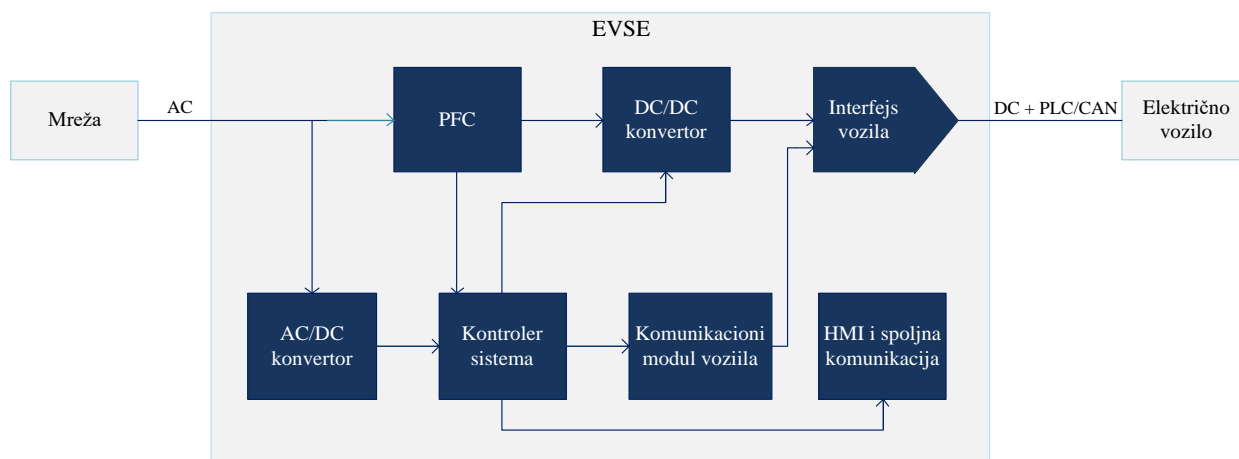 EVSE
Mreža
AC
PFC
DC/DC
konvertor
Interfejs
vozila
DC + PLC/CAN
Električno
vozilo
AC/DC
konvertor
Kontroler
sistema
Komunikacioni
modul voziila
HMI i spoljna
komunikacija